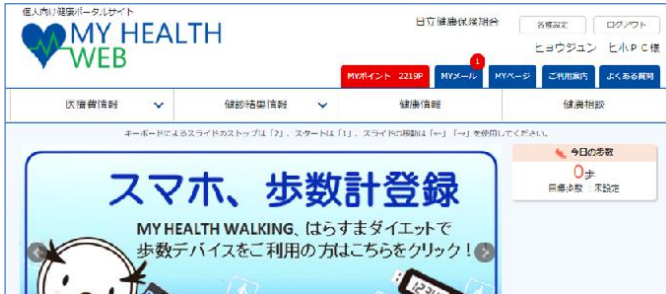 個人向け健康ポータルサイト
MY HEALTH WEB
日立健康保険組合
各種設定
ログアウト
ヒョウジュン ヒ小PC様
MYポイント 2219P
MYメール
1
MYページ
ご利用案内
よくある質問
医療費情報
健診結果情報
健康情報
健康相談
キーボードによるスライドのストップは「2」、スタートは「1」、スライドの移動は「←」「→」を使用してください。
スマホ、歩数計登録
MY HEALTH WALKING、はらすまダイエットで
歩数デバイスをご利用の方はこちらをクリック!
今日の歩数
0歩
目標歩数:未設定